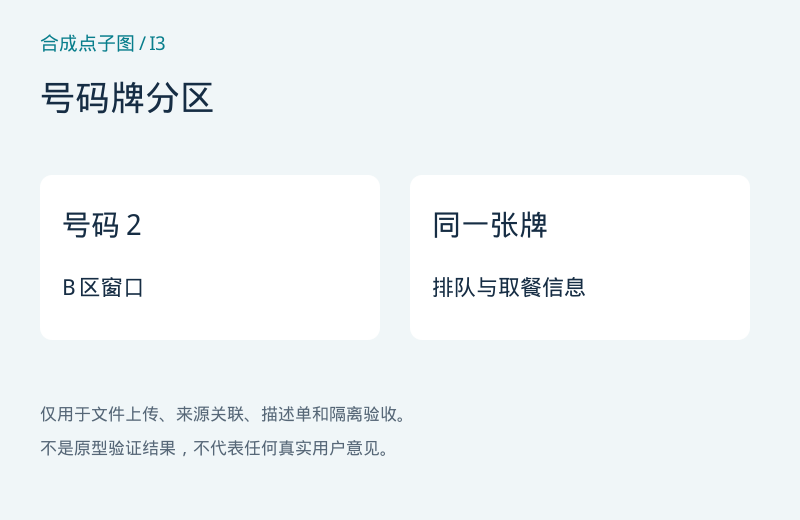 合成点子图 / I3
号码牌分区
号码 2
B 区窗口
同一张牌
排队与取餐信息
仅用于文件上传、来源关联、描述单和隔离验收。
不是原型验证结果，不代表任何真实用户意见。